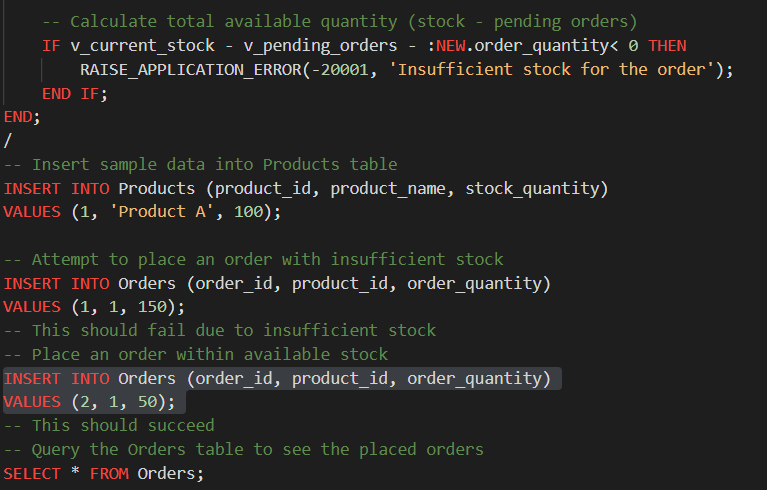 -- Calculate total available quantity (stock - pending orders)
IF v_current_stock - v_pending_orders - :NEW.order_quantity< 0 THEN
RAISE_APPLICATION_ERROR(-20001, 'Insufficient stock for the order');
END IF;
END;
/
-- Insert sample data into Products table
INSERT INTO Products (product_id, product_name, stock_quantity)
VALUES (1, 'Product A', 100);
-- Attempt to place an order with insufficient stock
INSERT INTO Orders (order_id, product_id, order_quantity)
VALUES (1, 1, 150);
-- This should fail due to insufficient stock
-- Place an order within available stock
INSERT INTO Orders (order_id, product_id, order_quantity)
VALUES (2, 1, 50);
-- This should succeed
-- Query the Orders table to see the placed orders
SELECT * FROM Orders;